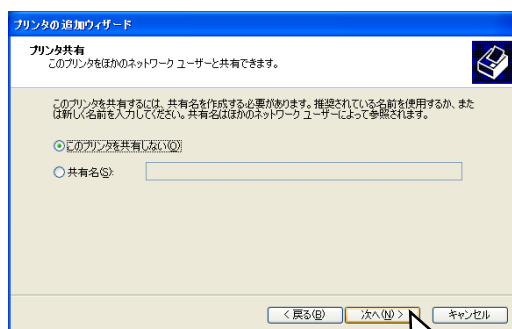 プリンタの追加ウィザード
プリンタ共有
このプリンタをほかのネットワーク ユーザーと共有できます。
このプリンタを共有するには、共有名を作成する必要があります。推奨されている名前を使用するか、また
は新しく名前を入力してください。共有名はほかのネットワーク ユーザーによって参照されます。
このプリンタを共有しない(O)
共有名(S):
< 戻る(B) 次へ(N) > キャンセル